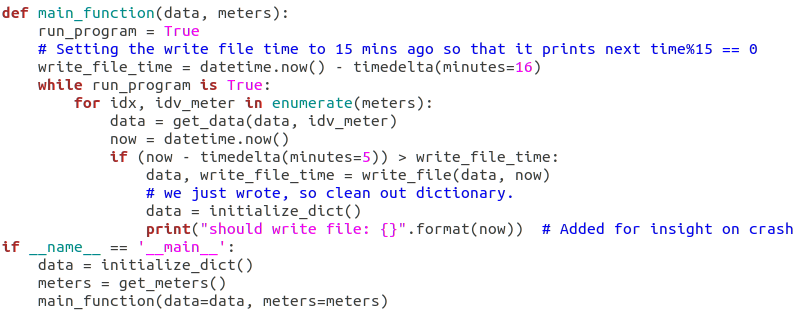 def main_function(data, meters):
    run_program = True
    # Setting the write file time to 15 mins ago so that it prints next time%15 == 0
    write_file_time = datetime.now() - timedelta(minutes=16)
    while run_program is True:
        for idx, idv_meter in enumerate(meters):
            data = get_data(data, idv_meter)
            now = datetime.now()
            if (now - timedelta(minutes=5)) > write_file_time:
                data, write_file_time = write_file(data, now)
                # we just wrote, so clean out dictionary.
                data = initialize_dict()
                print("should write file: {}".format(now))  # Added for insight on crash
if __name__ == '__main__':
    data = initialize_dict()
    meters = get_meters()
    main_function(data=data, meters=meters)